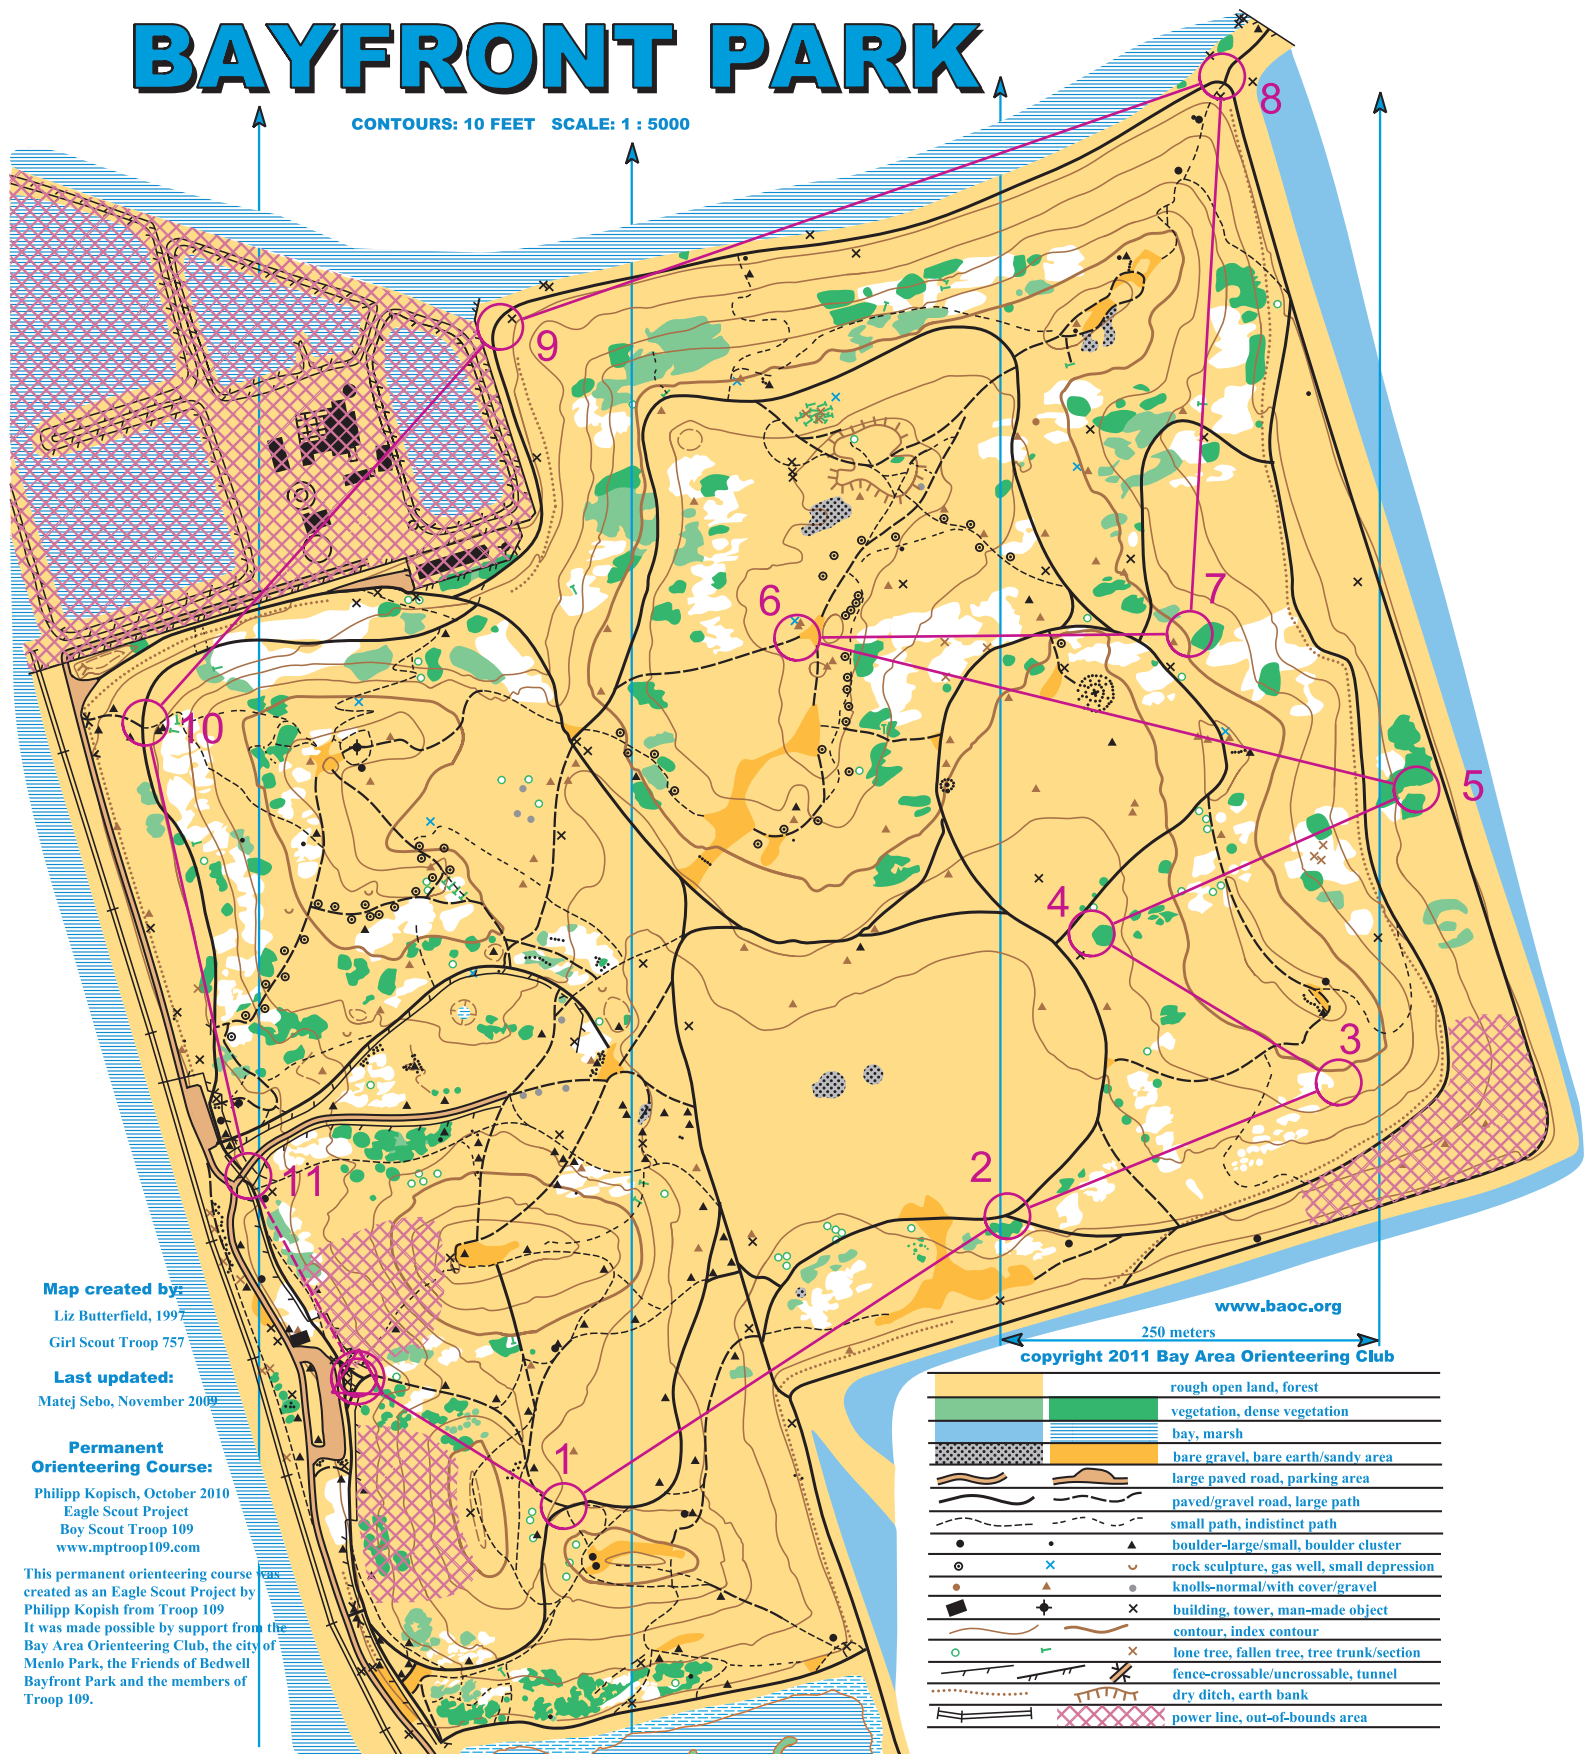 BAYFRONT PARK
CONTOURS: 10 FEET SCALE: 1 : 5000
8
9
7
6
10
5
4
3
2
11
1
Map created by:
Liz Butterfield, 1997
Girl Scout Troop 757
Last updated:
Matej Sebo, November 2009
Permanent
Orienteering Course:
Philipp Kopisch, October 2010
Eagle Scout Project
Boy Scout Troop 109
www.mptroop109.com
This permanent orienteering course was
created as an Eagle Scout Project by
Philipp Kopish from Troop 109
It was made possible by support from the
Bay Area Orienteering Club, the city of
Menlo Park, the Friends of Bedwell
Bayfront Park and the members of
Troop 109.
www.baoc.org
250 meters
copyright 2011 Bay Area Orienteering Club
rough open land, forest
vegetation, dense vegetation
bay, marsh
bare gravel, bare earth/sandy area
large paved road, parking area
paved/gravel road, large path
small path, indistinct path
boulder-large/small, boulder cluster
rock sculpture, gas well, small depression
knolls-normal/with cover/gravel
building, tower, man-made object
contour, index contour
lone tree, fallen tree, tree trunk/section
fence-crossable/uncrossable, tunnel
dry ditch, earth bank
power line, out-of-bounds area